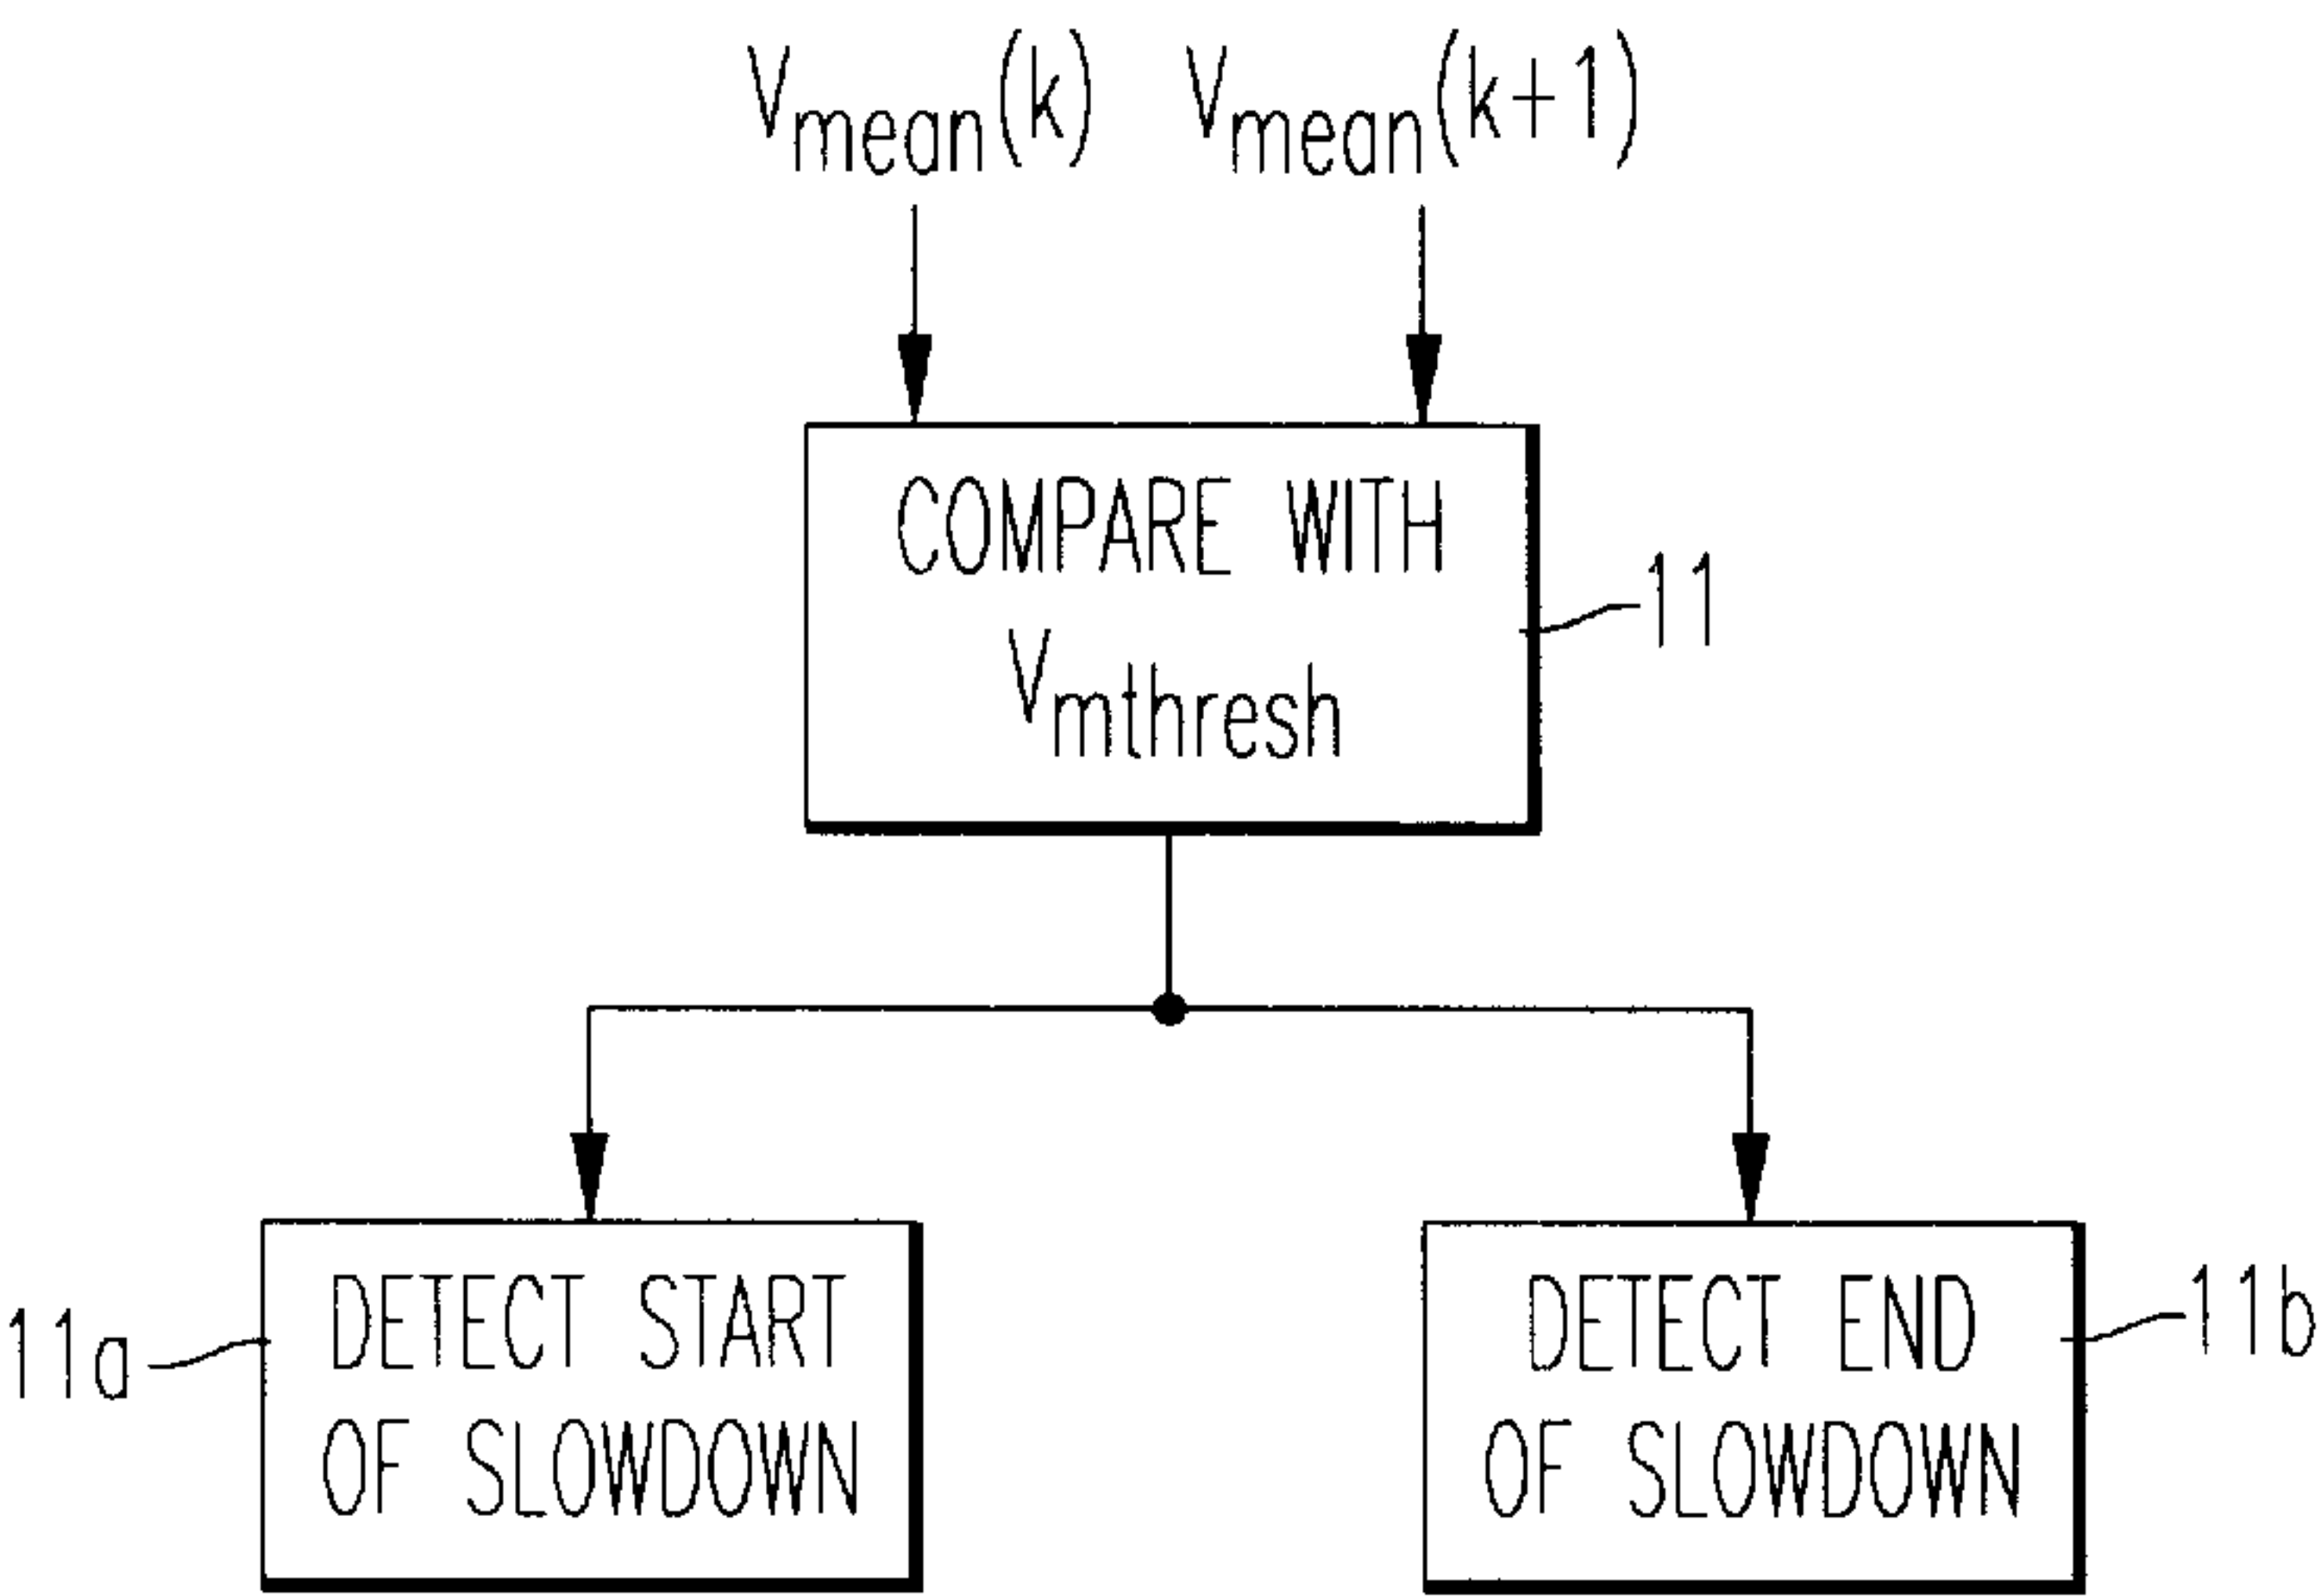 Vmean(k) Vmean(k+1)
COMPARE WITH
Vmthresh
11
DETECT START
OF SLOWDOWN
11a
DETECT END
OF SLOWDOWN
11b